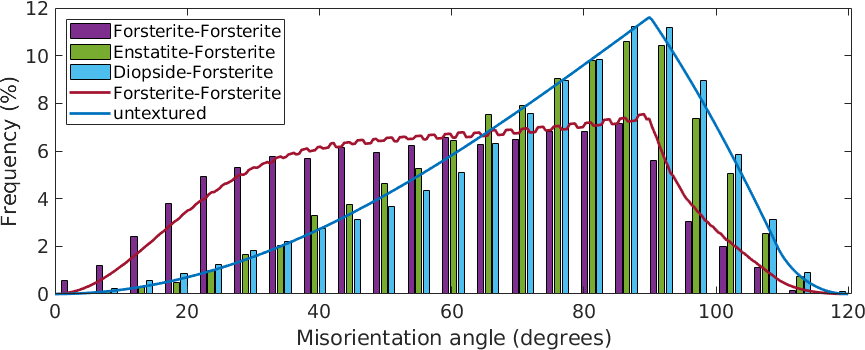 12
10
8
6
4
2
0
Frequency (%)
Forsterite-Forsterite
Enstatite-Forsterite
Diopside-Forsterite
Forsterite-Forsterite
untextured
0 20 40 60 80 100 120
Misorientation angle (degrees)